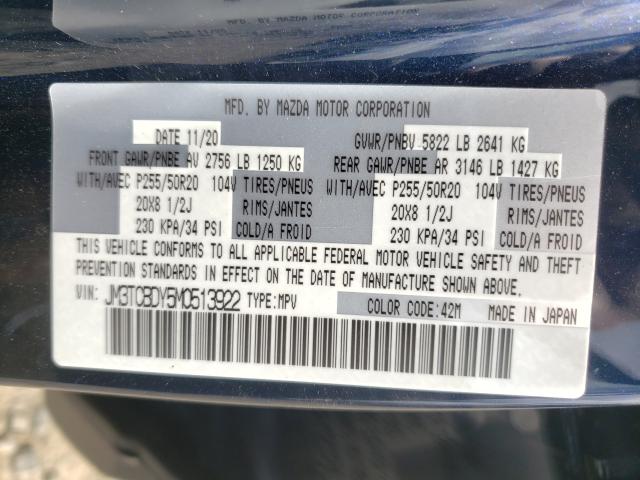 MFD. BY MAZDA MOTOR CORPORATION
DATE 11/20 GVWR/PNBV 5822 LB 2641 KG
FRONT GAWR/PNBE AV 2756 LB 1250 KG REAR GAWR/PNBE AR 3146 LB 1427 KG
WITH/AVEC P255/50R20 104V TIRES/PNEUS WITH/AVEC P255/50R20 104V TIRES/PNEUS
20X8 1/2J RIMS/JANTES 20X8 1/2J RIMS/JANTES
230 KPA/34 PSI COLD/A FROID 230 KPA/34 PSI COLD/A FROID
THIS VEHICLE CONFORMS TO ALL APPLICABLE FEDERAL MOTOR VEHICLE SAFETY AND THEFT
PREVENTION STANDARDS IN EFFECT ON THE DATE OF MANUFACTURE SHOWN ABOVE.
VIN: JM3TCBDY5M0513922 TYPE:MPV COLOR CODE:42M MADE IN JAPAN